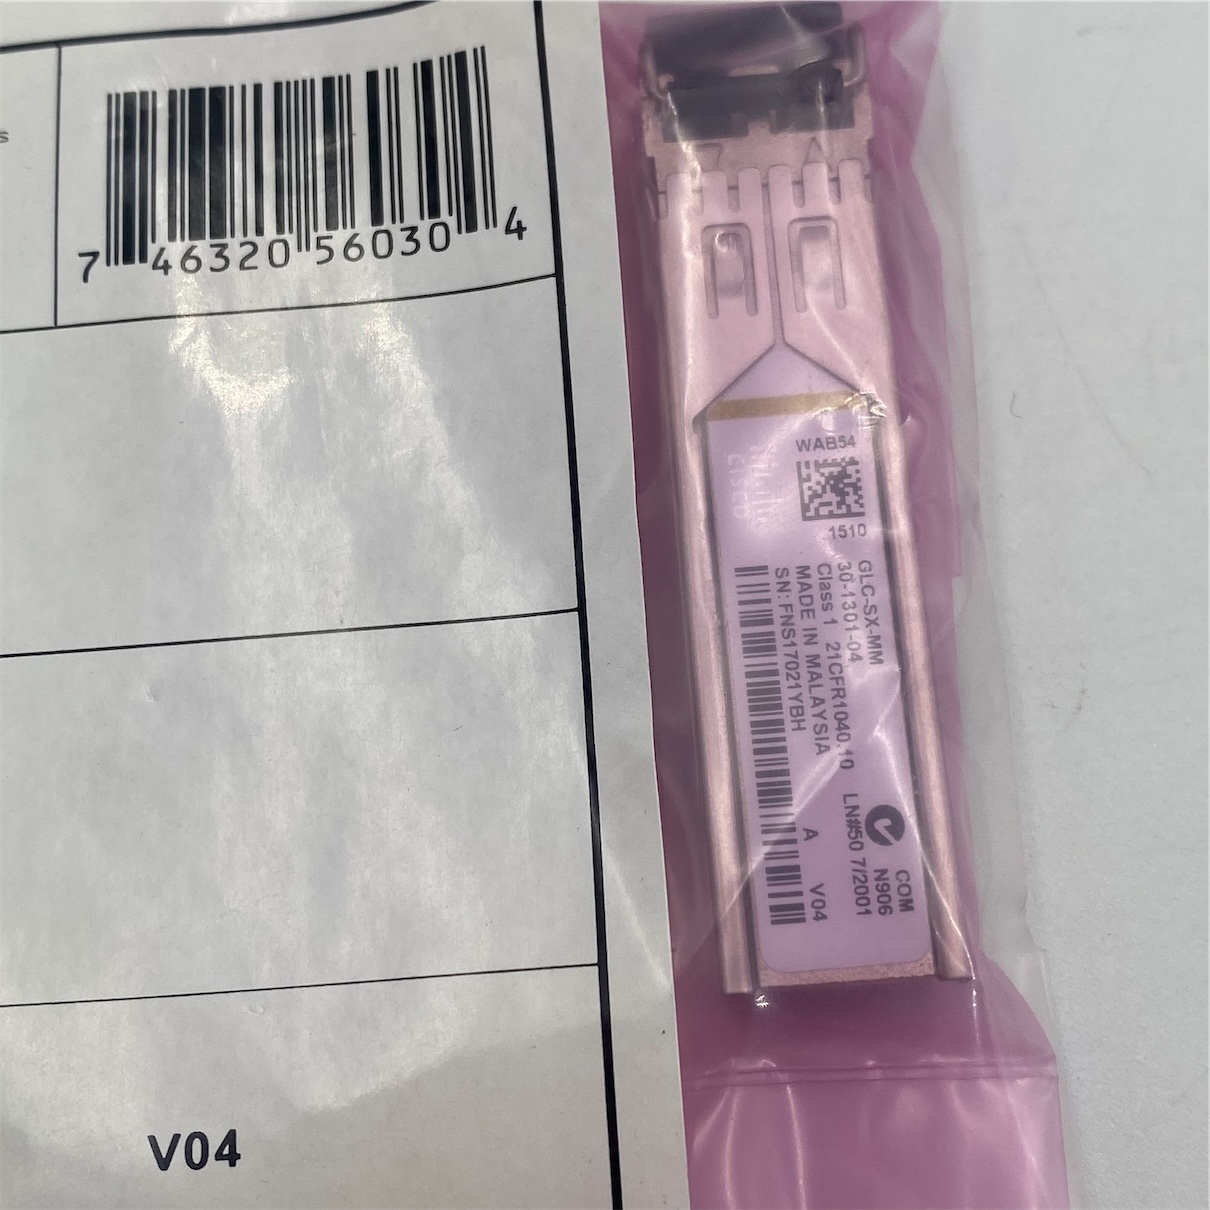 s
7 46320 56030 4
V04
WAB54
cisco
1510
GLC-SX-MM
30-1301-04
Class 1 21CFR1040.10 LN#50 7/2001
MADE IN MALAYSIA
SN: FNS17021YBH
A V04
COM
N906